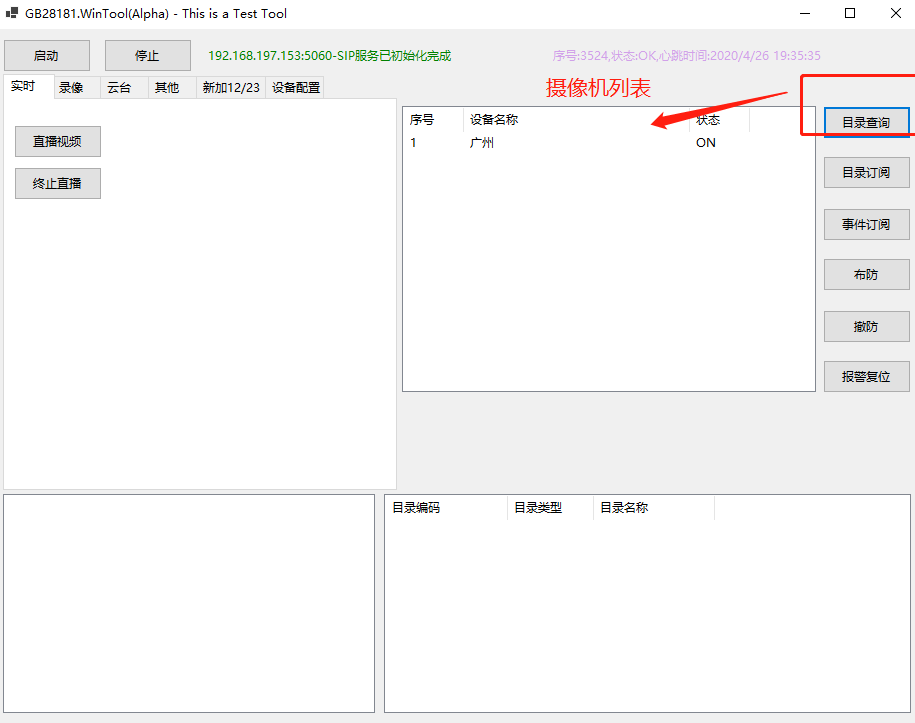 GB28181.WinTool(Alpha) - This is a Test Tool
启动
停止
192.168.197.153:5060-SIP服务已初始化完成
序号:3524,状态:OK,心跳时间:2020/4/26 19:35:35
实时
录像
云台
其他
新加12/23
设备配置
摄像机列表
直播视频
终止直播
序号 设备名称 状态
1 广州 ON
目录查询
目录订阅
事件订阅
布防
撤防
报警复位
目录编码 目录类型 目录名称